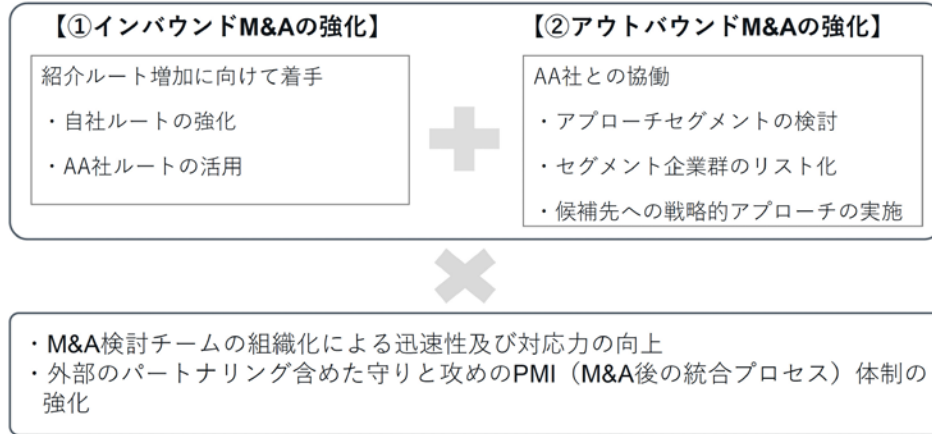 【①インバウンドM&Aの強化】
紹介ルート増加に向けて着手
・自社ルートの強化
・AA社ルートの活用
【②アウトバウンドM&Aの強化】
AA社との協働
・アプローチセグメントの検討
・セグメント企業群のリスト化
・候補先への戦略的アプローチの実施
・M&A検討チームの組織化による迅速性及び対応力の向上
・外部のパートナリング含めた守りと攻めのPMI（M&A後の統合プロセス）体制の
強化